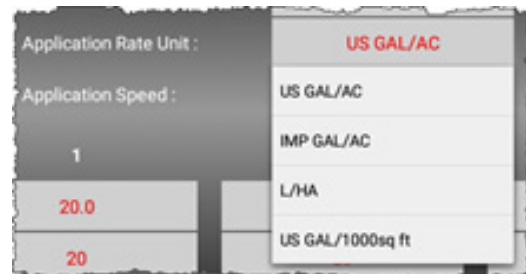 Application Rate Unit :
US GAL/AC
Application Speed :
US GAL/AC
IMP GAL/AC
1
L/HA
20.0
US GAL/1000sq ft
20